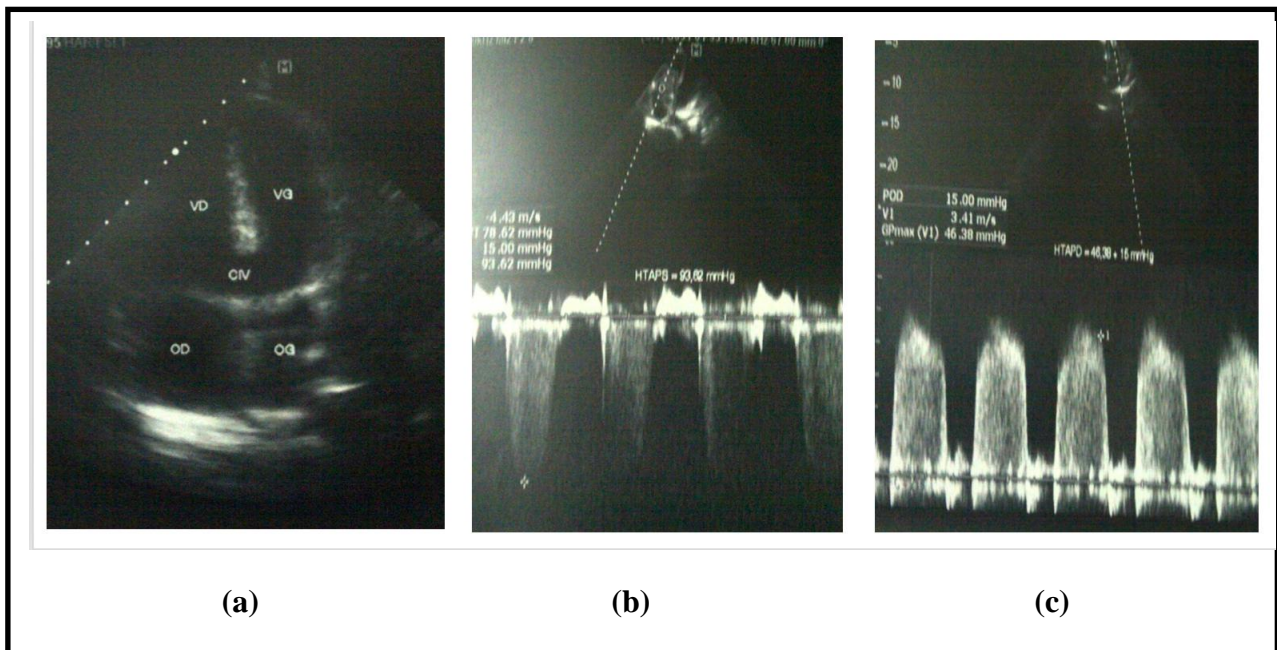 M
VD
VG
CIV
OD
OG
M
-4.43 m/s
78.62 mmHg
15.00 mmHg
93.62 mmHg
HTAPS = 93,62 mmHg
10
15
20
POD 15.00 mmHg
V1 3.41 m/s
GPmax (V1) 46.38 mmHg
HTAPD = 46,38 + 15 mmHg
1
(a)
(b)
(c)